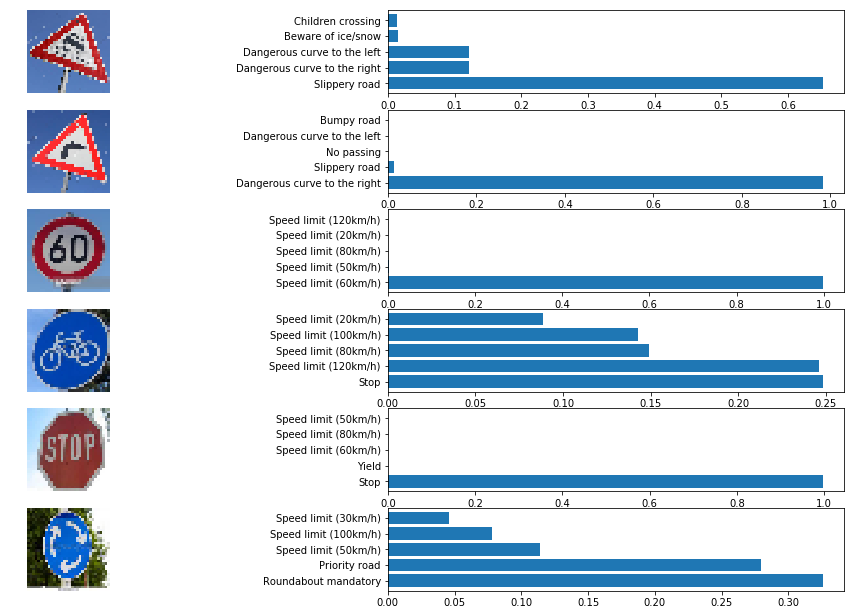 Children crossing
Beware of ice/snow
Dangerous curve to the left
Dangerous curve to the right
Slippery road
0.0 0.1 0.2 0.3 0.4 0.5 0.6
Bumpy road
Dangerous curve to the left
No passing
Slippery road
Dangerous curve to the right
0.0 0.2 0.4 0.6 0.8 1.0
60
Speed limit (120km/h)
Speed limit (20km/h)
Speed limit (80km/h)
Speed limit (50km/h)
Speed limit (60km/h)
0.0 0.2 0.4 0.6 0.8 1.0
Speed limit (20km/h)
Speed limit (100km/h)
Speed limit (80km/h)
Speed limit (120km/h)
Stop
0.00 0.05 0.10 0.15 0.20 0.25
STOP
Speed limit (50km/h)
Speed limit (80km/h)
Speed limit (60km/h)
Yield
Stop
0.0 0.2 0.4 0.6 0.8 1.0
Speed limit (30km/h)
Speed limit (100km/h)
Speed limit (50km/h)
Priority road
Roundabout mandatory
0.00 0.05 0.10 0.15 0.20 0.25 0.30